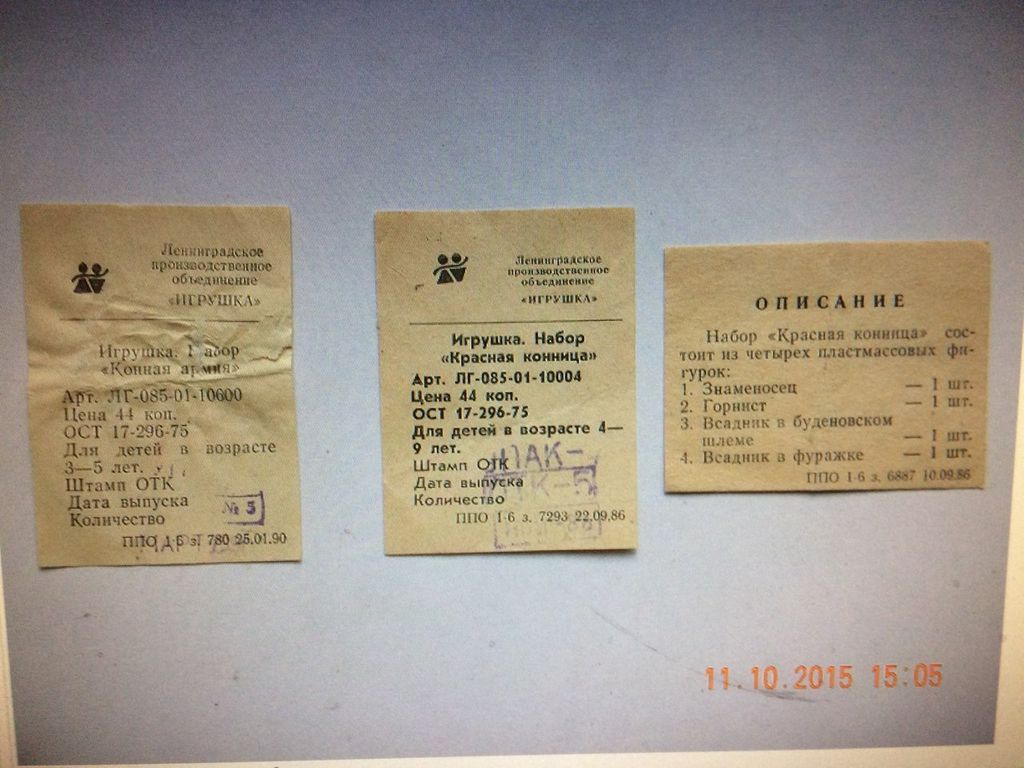 Ленинградское
производственное
объединение
«ИГРУШКА»
Игрушка. Набор
«Конная армия»
Арт. ЛГ-085-01-10600
Цена 44 коп.
ОСТ 17-296-75
Для детей в возрасте
3—5 лет.
Штамп ОТК
Дата выпуска
Количество
№ 3
ППО 1-6 з. 780 25.01.90
Ленинградское
производственное
объединение
«ИГРУШКА»
Игрушка. Набор
«Красная конница»
Арт. ЛГ-085-01-10004
Цена 44 коп.
ОСТ 17-296-75
Для детей в возрасте 4—
9 лет.
Штамп ОТК
Дата выпуска
Количество
ППО 1-6 з. 7293 22.09.86
ОПИСАНИЕ
Набор «Красная конница» сос-
тоит из четырех пластмассовых фи-
гурок:
1. Знаменосец — 1 шт.
2. Горнист — 1 шт.
3. Всадник в буденовском
шлеме — 1 шт.
4. Всадник в фуражке — 1 шт.
ППО 1-6 з. 6887 10.09.86
11.10.2015 15:05